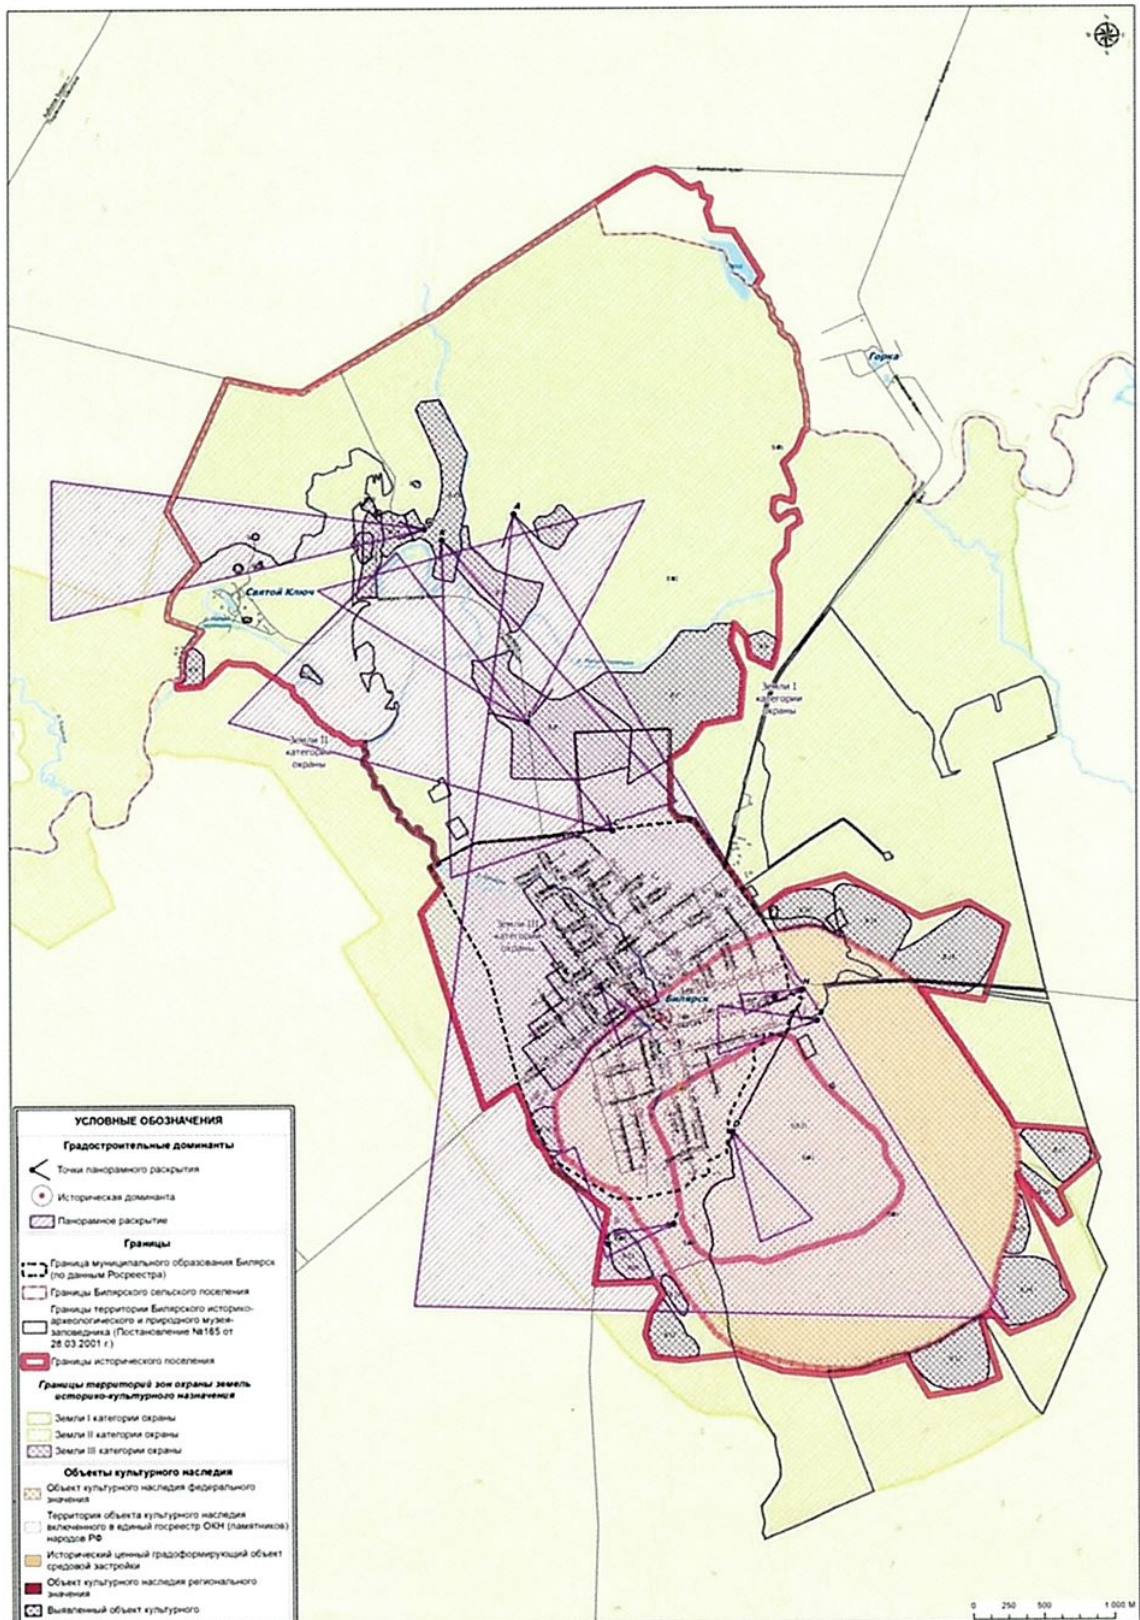 Горка
Святой Ключ
Земли I
категории
охраны
Земли II
категории
охраны
Земли III
категории
охраны
Билярск
A
УСЛОВНЫЕ ОБОЗНАЧЕНИЯ
Градостроительные доминанты
Точки панорамного раскрытия
Историческая доминанта
Панорамное раскрытие
Границы
Граница муниципального образования Билярск
(по данным Росреестра)
Границы Билярского сельского поселения
Границы территории Билярского историко-
археологического и природного музея-
заповедника (Постановление №165 от
28.03.2001 г.)
Границы исторического поселения
Границы территорий зон охраны земель
историко-культурного назначения
Земли I категории охраны
Земли II категории охраны
Земли III категории охраны
Объекты культурного наследия
Объект культурного наследия федерального
значения
Территория объекта культурного наследия
включенного в единый госреестр ОКН (памятников)
народов РФ
Исторический ценный градоформирующий объект
средовой застройки
Объект культурного наследия регионального
значения
Выявленный объект культурного
0 250 500 1 000 М